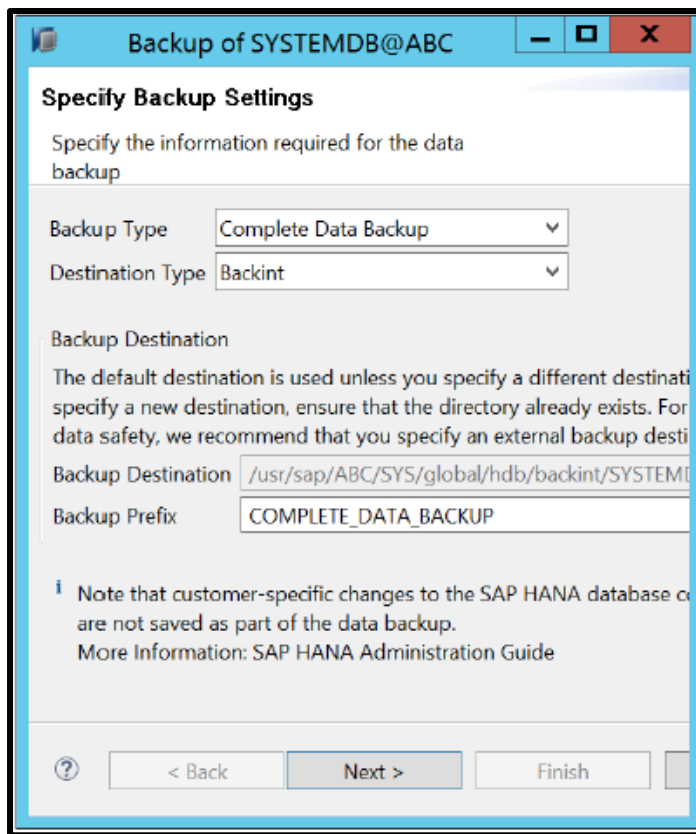 Backup of SYSTEMDB@ABC
Specify Backup Settings
Specify the information required for the data
backup
Backup Type Complete Data Backup
Destination Type Backint
Backup Destination
The default destination is used unless you specify a different destinati
specify a new destination, ensure that the directory already exists. For
data safety, we recommend that you specify an external backup desti
Backup Destination /usr/sap/ABC/SYS/global/hdb/backint/SYSTEMD
Backup Prefix COMPLETE_DATA_BACKUP
i Note that customer-specific changes to the SAP HANA database co
are not saved as part of the data backup.
More Information: SAP HANA Administration Guide
? < Back Next > Finish